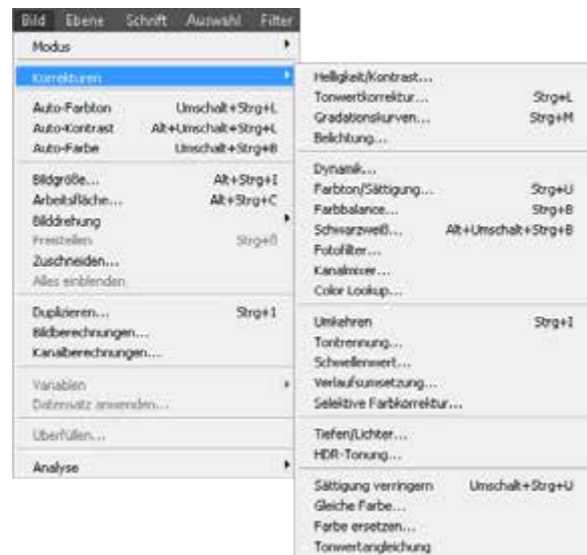 Bild Ebene Schrift Auswahl Filter
Modus
Korrekturen
Auto-Farbton Umschalt+Strg+L
Auto-Kontrast Alt+Umschalt+Strg+L
Auto-Farbe Umschalt+Strg+B
Bildgröße... Alt+Strg+I
Arbeitsfläche... Alt+Strg+C
Bilddrehung
Freistellen
Zuschneiden...
Alles einblenden
Duplizieren... Strg+1
Bildberechnungen...
Kanalberechnungen...
Variablen
Datensatz anwenden...
Überfüllen...
Analyse
Helligkeit/Kontrast...
Tonwertkorrektur... Strg+L
Gradationskurven... Strg+M
Belichtung...
Dynamik...
Farbton/Sättigung... Strg+U
Farbbalance... Strg+B
Schwarzweiß... Alt+Umschalt+Strg+B
Fotofilter...
Kanalmixer...
Color Lookup...
Umkehren Strg+I
Tontrennung...
Schwellenwert...
Verlaufsumsetzung...
Selektive Farbkorrektur...
Tiefen/Lichter...
HDR-Tonung...
Sättigung verringern Umschalt+Strg+U
Gleiche Farbe...
Farbe ersetzen...
Tonwertangleichung